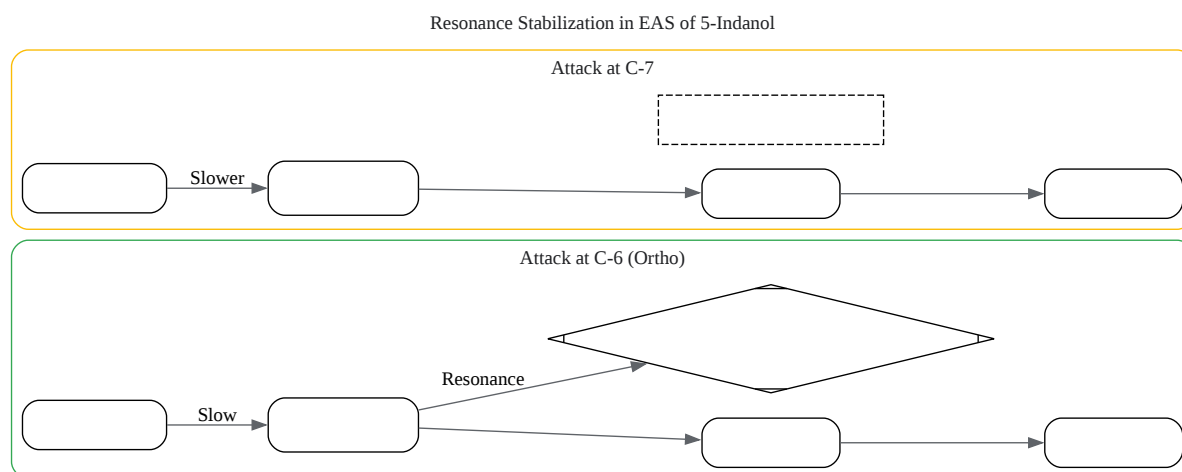 Resonance Stabilization in EAS of 5-Indanol
Attack at C-7
Slower
Attack at C-6 (Ortho)
Resonance
Slow